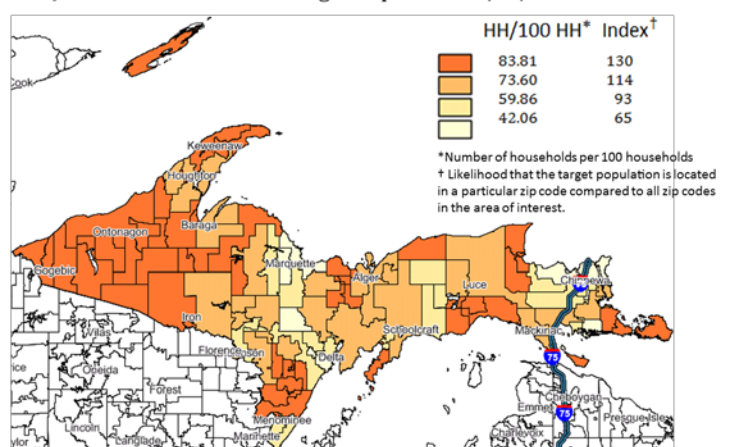 HH/100 HH* Index†
83.81 130
73.60 114
59.86 93
42.06 65
*Number of households per 100 households
† Likelihood that the target population is located
in a particular zip code compared to all zip codes
in the area of interest.
Cook
Keweenaw
Houghton
Baraga
Ontonagon
Gogebic
Marquette
Alger
Luce
Chippewa
Iron
Schoolcraft
Mackinac
Vilas
Florence
Delta
75
Oneida
Forest
Cheboygan
Emmet
75
Presque Isle
Menominee
Lincoln
Langlade
Marinette
Charlevoix